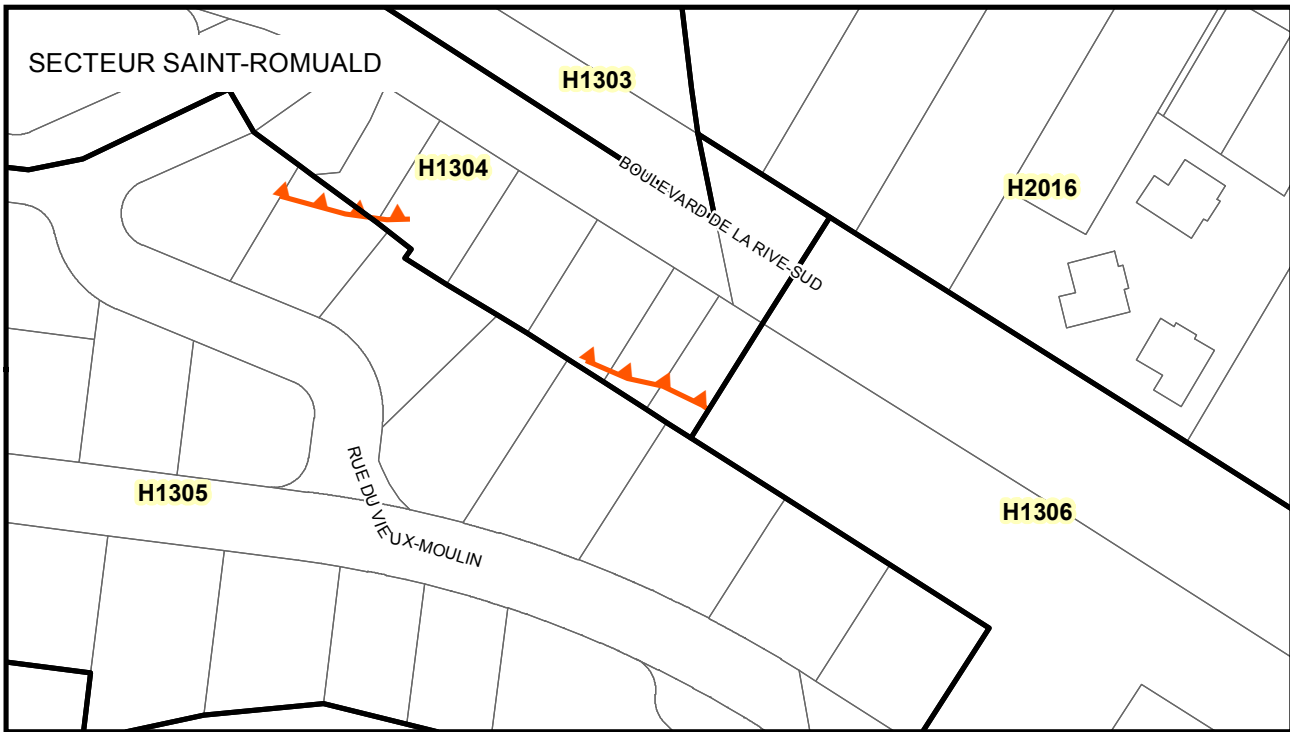 SECTEUR SAINT-ROMUALD
H1303
H1304
BOULEVARD DE LA RIVE-SUD
H2016
H1305
RUE DU VIEUX-MOULIN
H1306